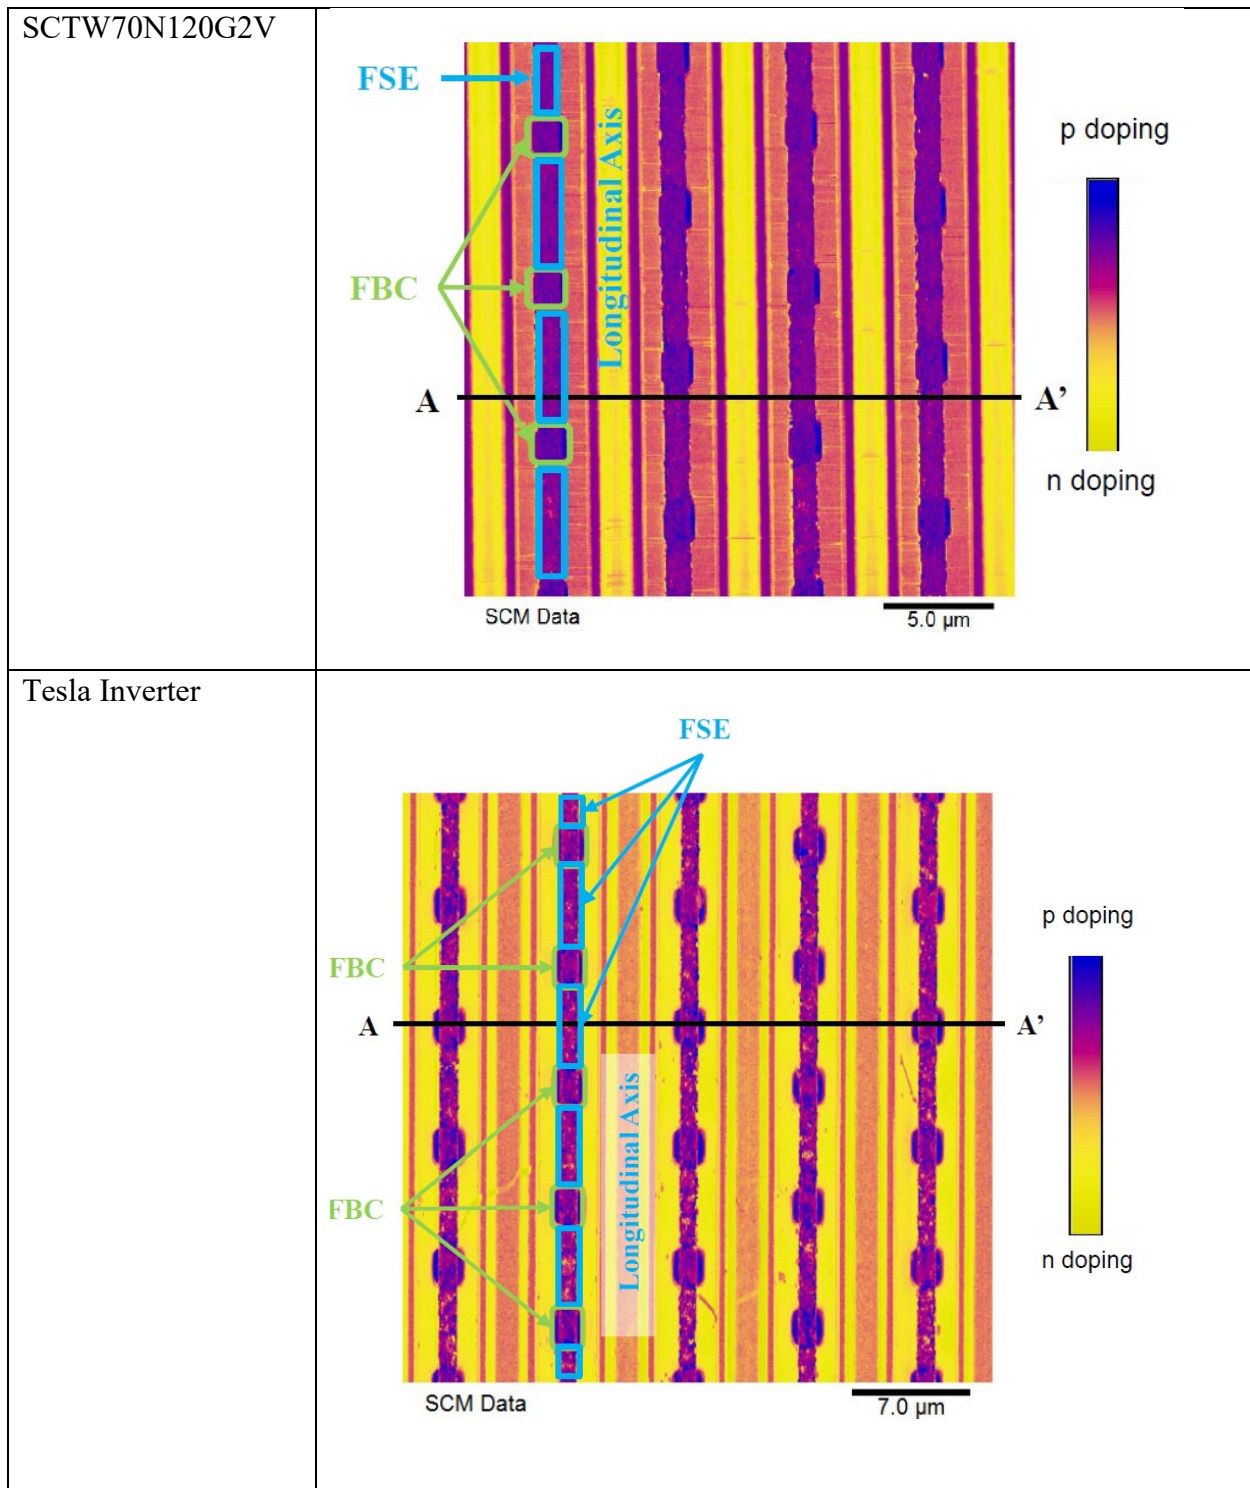 SCTW70N120G2V
FSE
FBC
Longitudinal Axis
A
A’
p doping
n doping
SCM Data
5.0 µm
Tesla Inverter
FSE
FBC
A
A’
FBC
Longitudinal Axis
p doping
n doping
SCM Data
7.0 µm